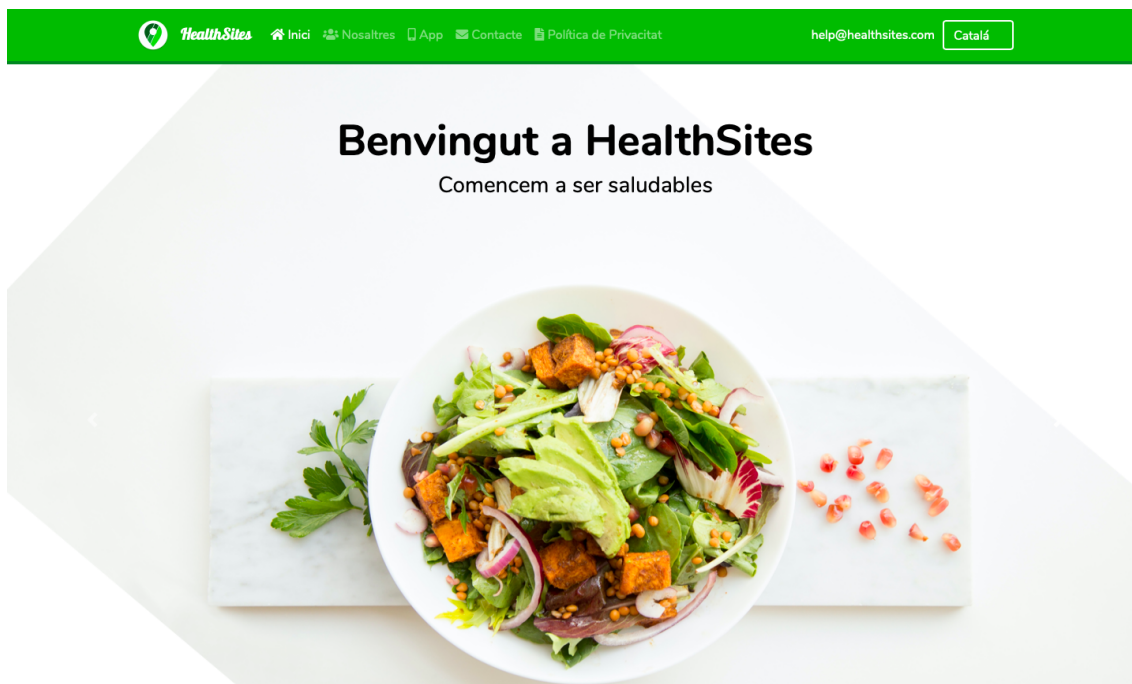 HealthSites Inici Nosaltres App Contacte Política de Privacitat help@healthsites.com Catalá
Benvingut a HealthSites
Comencem a ser saludables